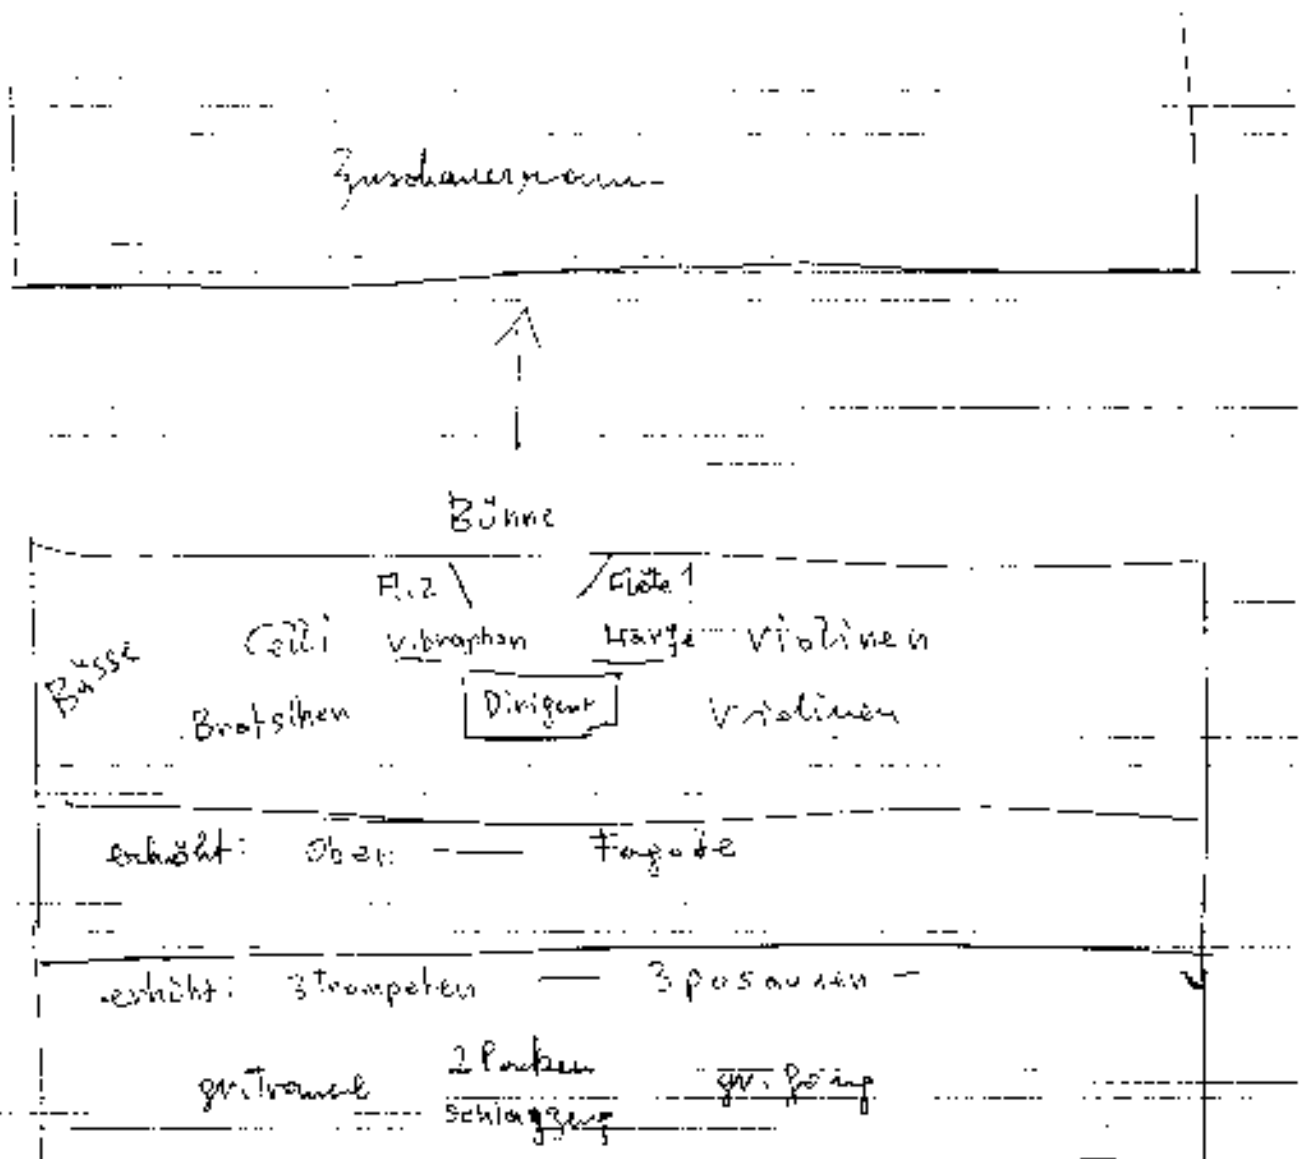 Zuschauerraum
Bühne
Fl. 2 Flöte 1
Celli Vibraphon Harfe Violinen
Bässe
Bratschen Dirigent Violinen
erhöht: Oboen — Fagotte
erhöht: 3 Trompeten — 3 Posaunen —
2 Pauken
gr. Trommel gr. Gong
Schlagzeug